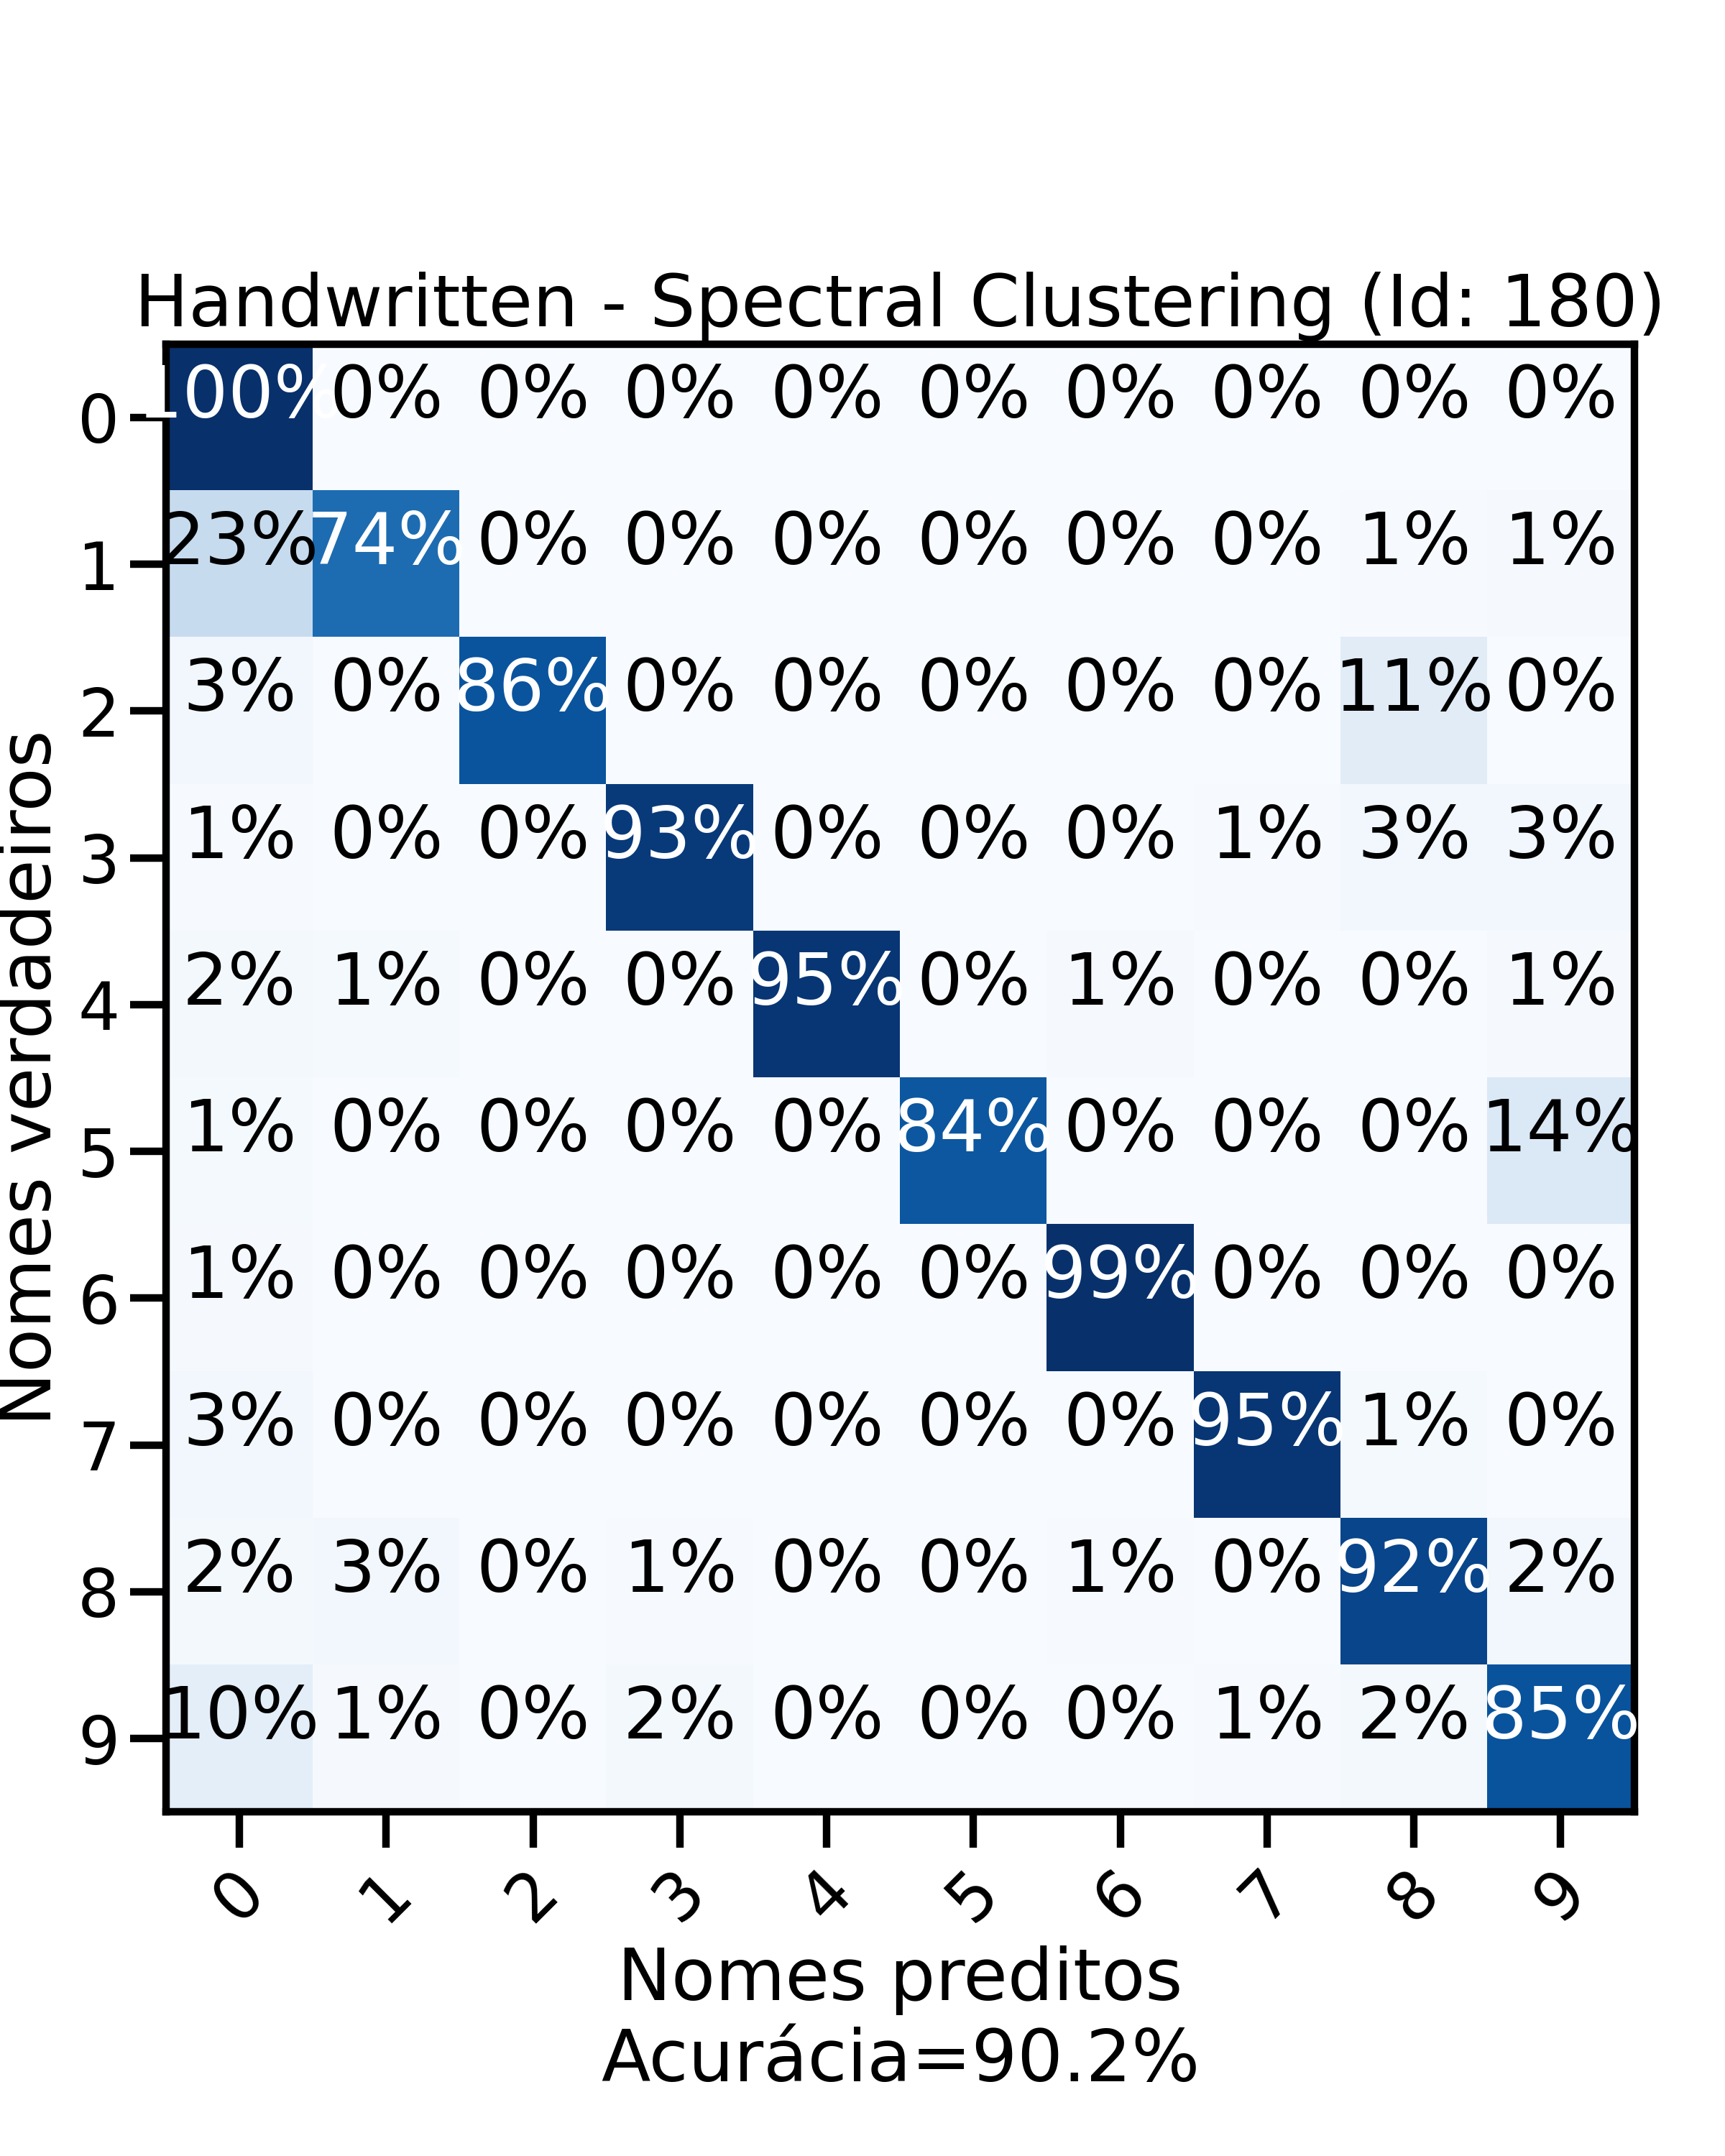 Handwritten - Spectral Clustering (Id: 180)
0 100% 0% 0% 0% 0% 0% 0% 0% 0% 0%
1 23% 74% 0% 0% 0% 0% 0% 0% 1% 1%
2 3% 0% 86% 0% 0% 0% 0% 0% 11% 0%
3 1% 0% 0% 93% 0% 0% 0% 1% 3% 3%
4 2% 1% 0% 0% 95% 0% 1% 0% 0% 1%
5 1% 0% 0% 0% 0% 84% 0% 0% 0% 14%
6 1% 0% 0% 0% 0% 0% 99% 0% 0% 0%
7 3% 0% 0% 0% 0% 0% 0% 95% 1% 0%
8 2% 3% 0% 1% 0% 0% 1% 0% 92% 2%
9 10% 1% 0% 2% 0% 0% 0% 1% 2% 85%
Nomes verdadeiros
0 1 2 3 4 5 6 7 8 9
Nomes preditos
Acurácia=90.2%